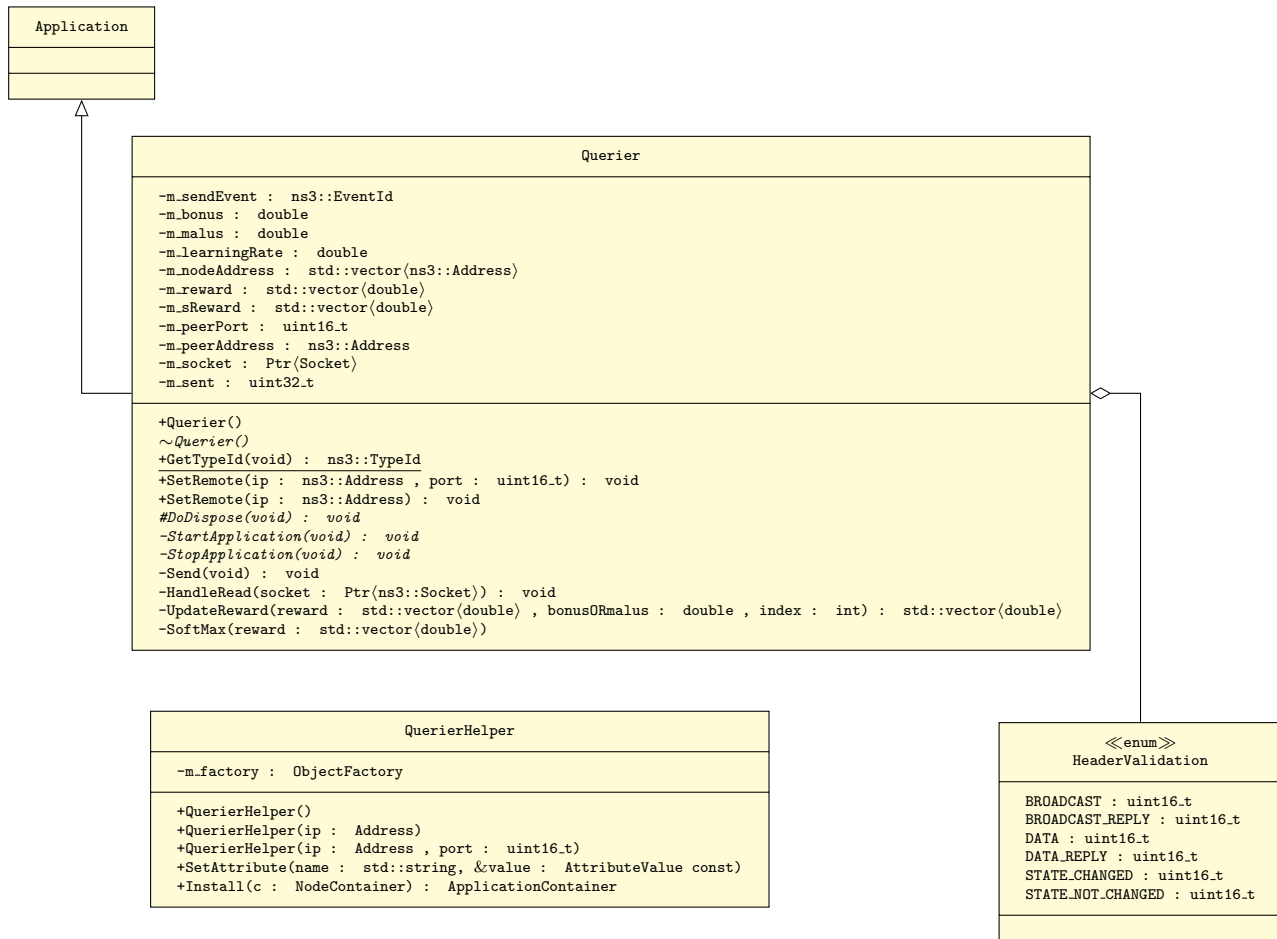 Application
Querier
-m_sendEvent : ns3::EventId
-m_bonus : double
-m_malus : double
-m_learningRate : double
-m_nodeAddress : std::vector⟨ns3::Address⟩
-m_reward : std::vector⟨double⟩
-m_sReward : std::vector⟨double⟩
-m_peerPort : uint16_t
-m_peerAddress : ns3::Address
-m_socket : Ptr⟨Socket⟩
-m_sent : uint32_t
+Querier()
∼Querier()
+GetTypeId(void) : ns3::TypeId
+SetRemote(ip : ns3::Address , port : uint16_t) : void
+SetRemote(ip : ns3::Address) : void
#DoDispose(void) : void
-StartApplication(void) : void
-StopApplication(void) : void
-Send(void) : void
-HandleRead(socket : Ptr⟨ns3::Socket⟩) : void
-UpdateReward(reward : std::vector⟨double⟩ , bonusORmalus : double , index : int) : std::vector⟨double⟩
-SoftMax(reward : std::vector⟨double⟩)
QuerierHelper
-m_factory : ObjectFactory
+QuerierHelper()
+QuerierHelper(ip : Address)
+QuerierHelper(ip : Address , port : uint16_t)
+SetAttribute(name : std::string, &value : AttributeValue const)
+Install(c : NodeContainer) : ApplicationContainer
≪enum≫
HeaderValidation
BROADCAST : uint16_t
BROADCAST_REPLY : uint16_t
DATA : uint16_t
DATA_REPLY : uint16_t
STATE_CHANGED : uint16_t
STATE_NOT_CHANGED : uint16_t